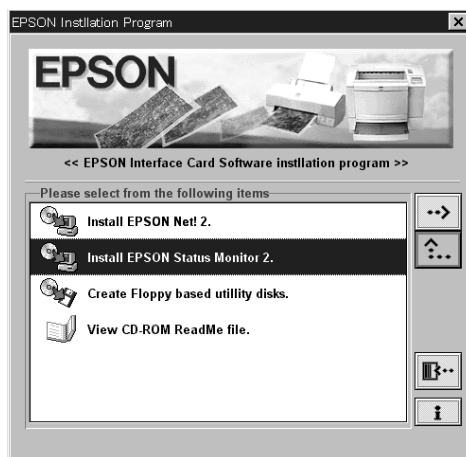 EPSON Instllation Program
EPSON
<< EPSON Interface Card Software instllation program >>
Please select from the following items
Install EPSON Net! 2.
Install EPSON Status Monitor 2.
Create Floppy based utillity disks.
View CD-ROM ReadMe file.